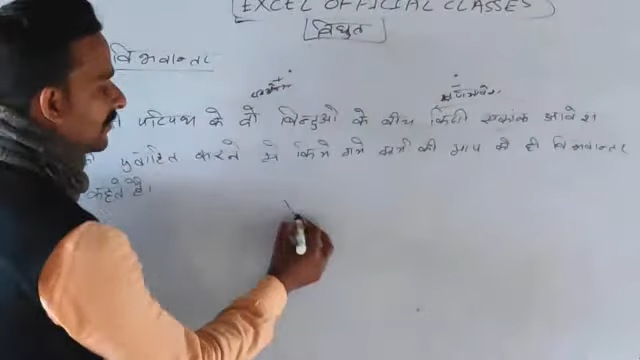 EXCEL OFFICIAL CLASSES
विद्युत
विभवान्तर
परिपथ के दो बिन्दुओ के बीच किसी एकांक आवेश
प्रवाहित करने मे किये गये कार्य की माप को ही विभवान्तर
कहते है।